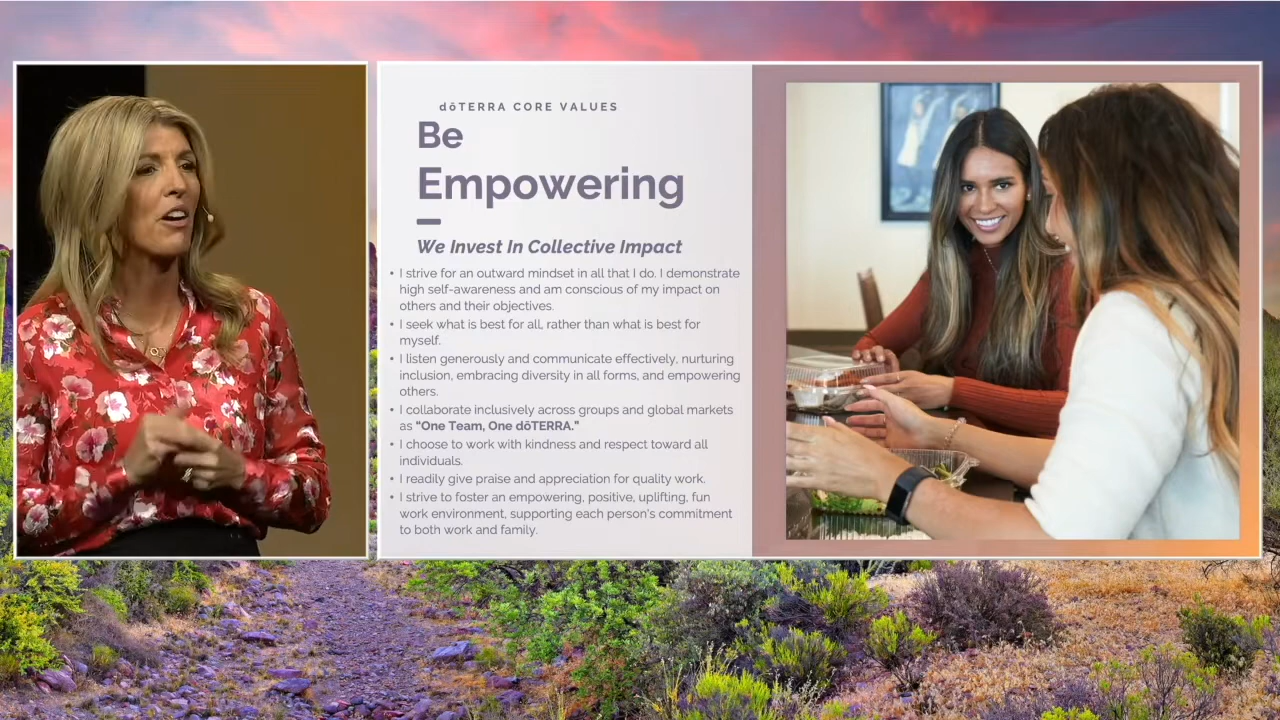 dōTERRA CORE VALUES
Be
Empowering
We Invest In Collective Impact
• I strive for an outward mindset in all that I do. I demonstrate
high self-awareness and am conscious of my impact on
others and their objectives.
• I seek what is best for all, rather than what is best for
myself.
• I listen generously and communicate effectively, nurturing
inclusion, embracing diversity in all forms, and empowering
others.
• I collaborate inclusively across groups and global markets
as “One Team, One dōTERRA.”
• I choose to work with kindness and respect toward all
individuals.
• I readily give praise and appreciation for quality work.
• I strive to foster an empowering, positive, uplifting, fun
work environment, supporting each person's commitment
to both work and family.